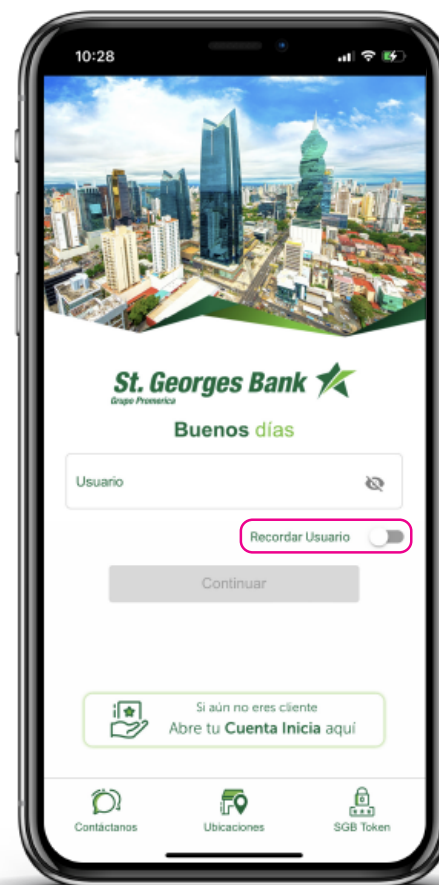 10:28
St. Georges Bank
Grupo Promerica
Buenos días
Usuario
Recordar Usuario
Continuar
Si aún no eres cliente
Abre tu Cuenta Inicia aquí
Contáctanos
Ubicaciones
SGB Token